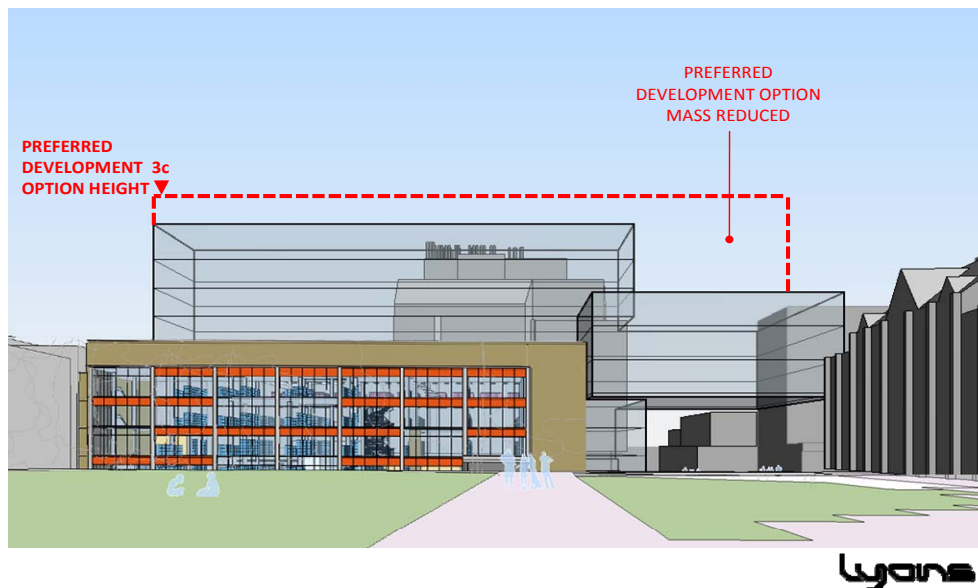 PREFERRED
DEVELOPMENT OPTION
MASS REDUCED
PREFERRED
DEVELOPMENT 3c
OPTION HEIGHT
Lyons